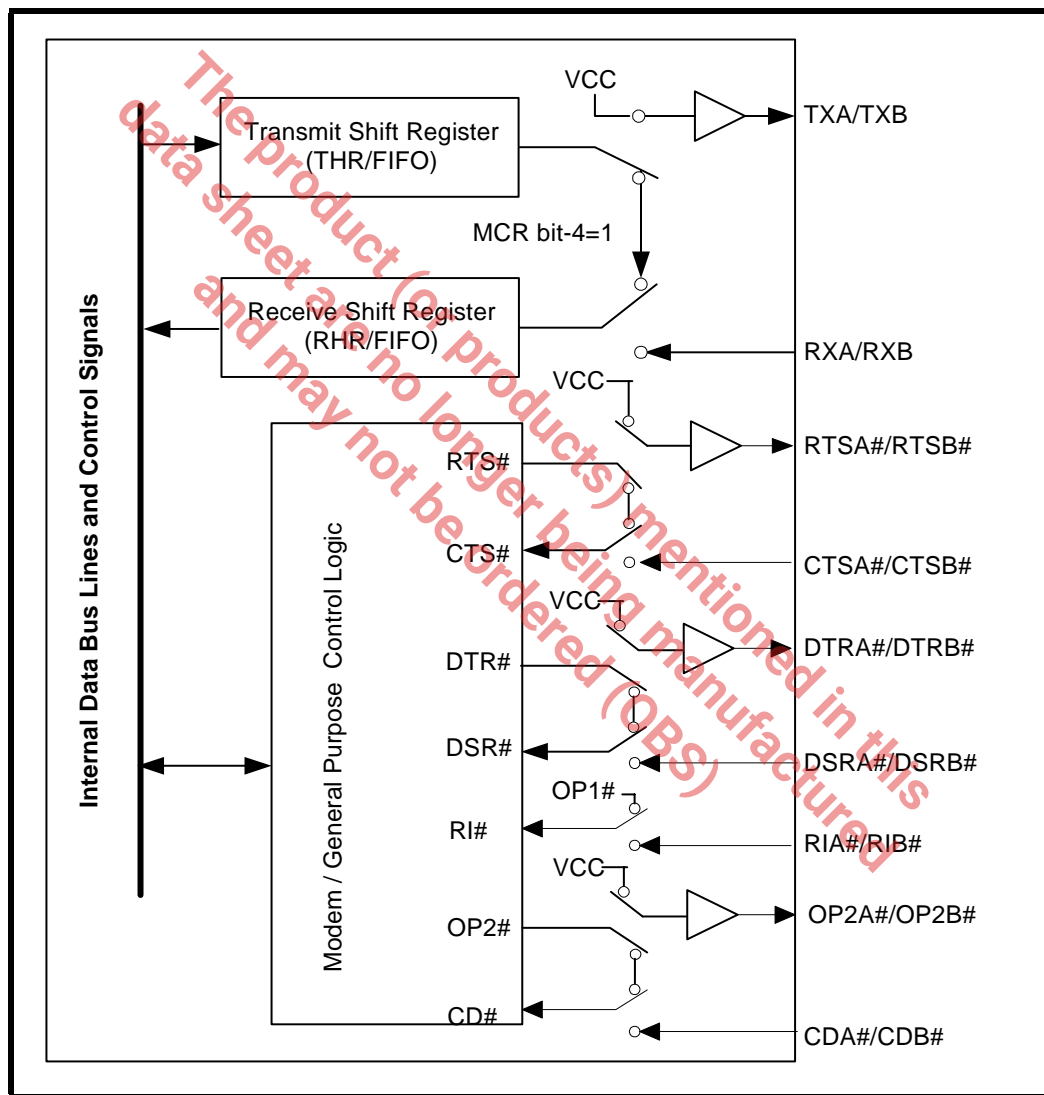 VCC
TXA/TXB
Transmit Shift Register
(THR/FIFO)
MCR bit-4=1
Receive Shift Register
(RHR/FIFO)
RXA/RXB
VCC
RTSA#/RTSB#
RTS#
CTS#
CTSA#/CTSB#
VCC
DTRA#/DTRB#
DTR#
DSR#
DSRA#/DSRB#
OP1#
RI#
RIA#/RIB#
VCC
OP2A#/OP2B#
OP2#
CD#
CDA#/CDB#
Internal Data Bus Lines and Control Signals
Modem / General Purpose Control Logic
The product (or products) mentioned in this
data sheet are no longer being manufactured
and may not be ordered (OBS)